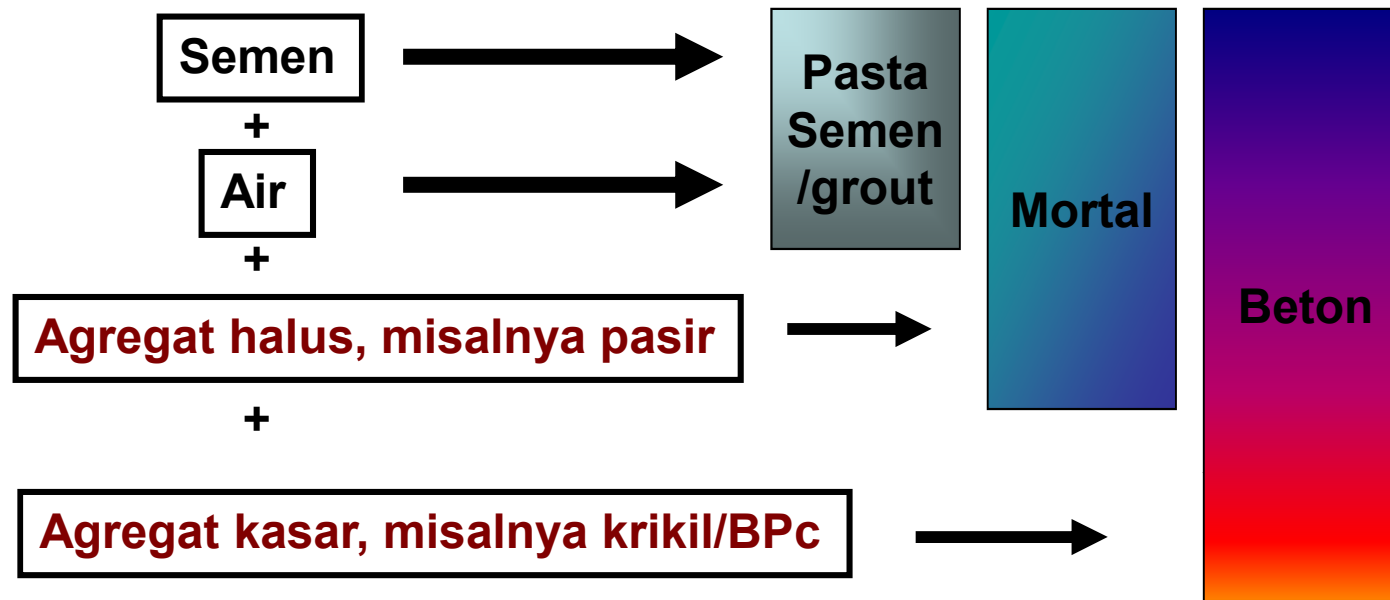 Semen
+
Air
+
Agregat halus, misalnya pasir
+
Agregat kasar, misalnya krikil/BPc
Pasta
Semen
/grout
Mortal
Beton